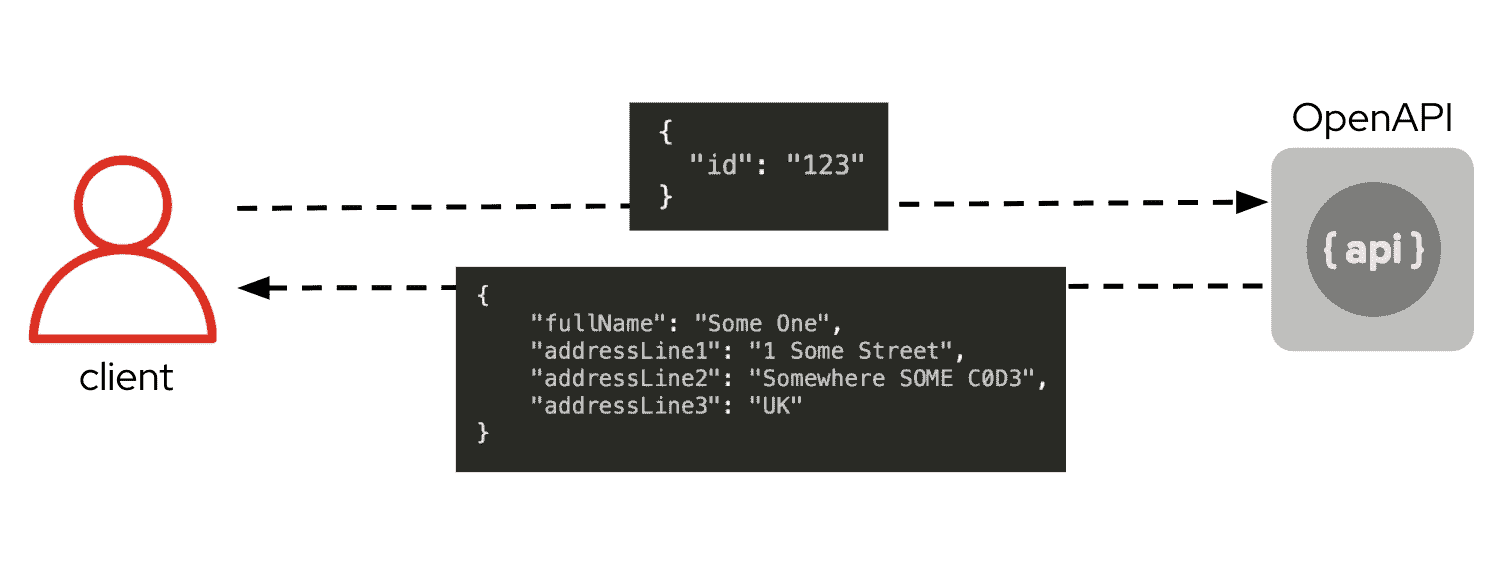 OpenAPI
{
"id": "123"
}
{ api }
{
"fullName": "Some One",
"addressLine1": "1 Some Street",
"addressLine2": "Somewhere SOME C0D3",
"addressLine3": "UK"
}
client